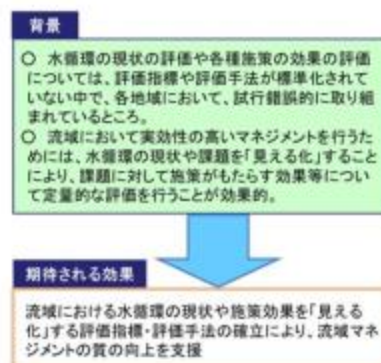 背景
○ 水循環の現状の評価や各種施策の効果の評価
については、評価指標や評価手法が標準化されて
いない中で、各地域において、試行錯誤的に取り組
まれているところ。
○ 流域において実効性の高いマネジメントを行うた
めには、水循環の現状や課題を「見える化」すること
により、課題に対して施策がもたらす効果等につい
て定量的な評価を行うことが効果的。
期待される効果
流域における水循環の現状や施策効果を「見える
化」する評価指標・評価手法の確立により、流域マネ
ジメントの質の向上を支援